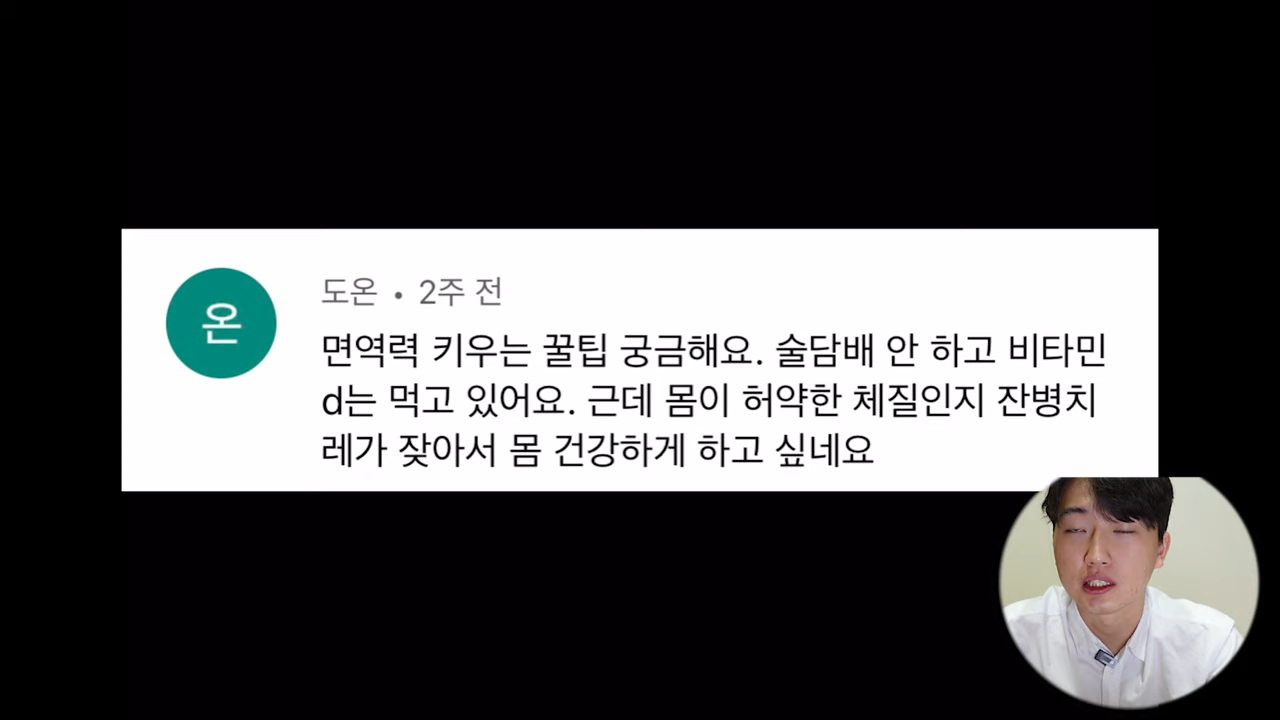 온
도온 • 2주 전
면역력 키우는 꿀팁 궁금해요. 술담배 안 하고 비타민
d는 먹고 있어요. 근데 몸이 허약한 체질인지 잔병치
레가 잦아서 몸 건강하게 하고 싶네요